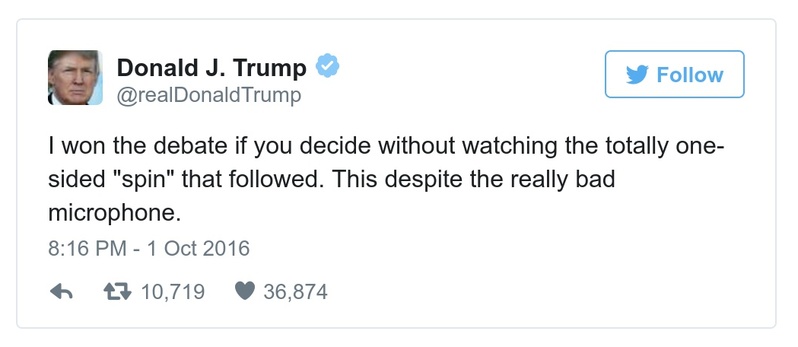 Donald J. Trump
@realDonaldTrump
Follow
I won the debate if you decide without watching the totally one-
sided "spin" that followed. This despite the really bad
microphone.
8:16 PM - 1 Oct 2016
10,719 36,874